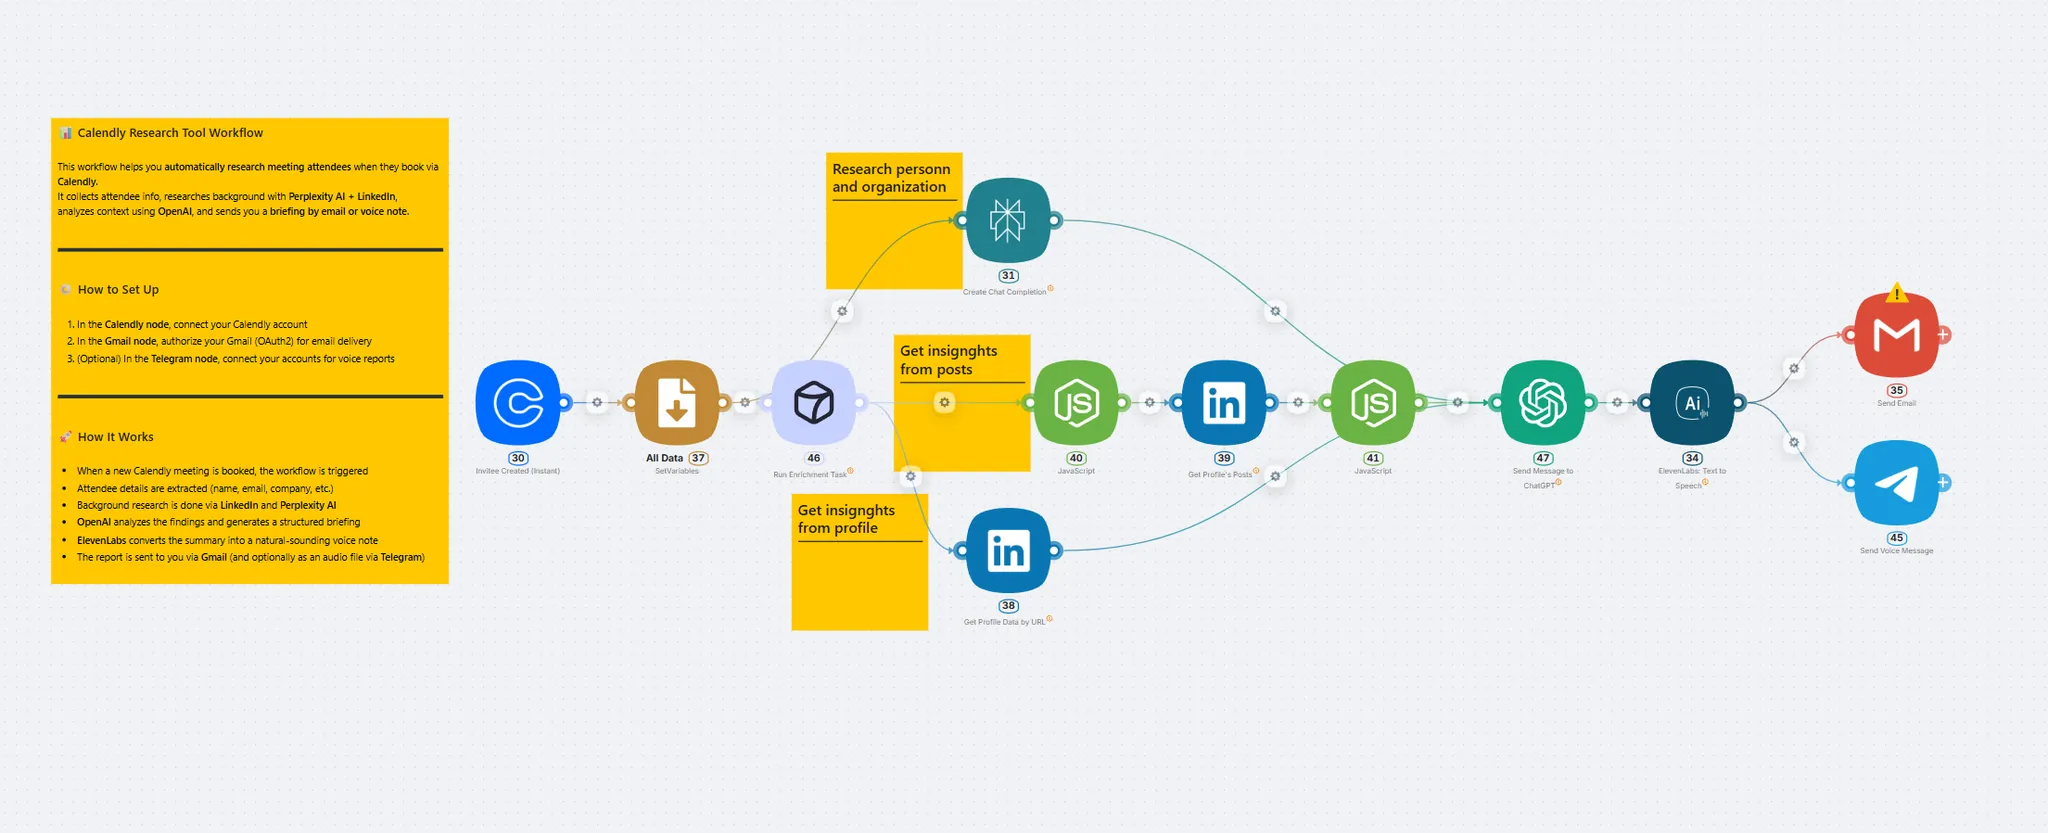 Calendly Research Tool Workflow
This workflow helps you automatically research meeting attendees when they book via
Calendly.
It collects attendee info, researches background with Perplexity AI + LinkedIn,
analyzes context using OpenAI, and sends you a briefing by email or voice note.
How to Set Up
1. In the Calendly node, connect your Calendly account
2. In the Gmail node, authorize your Gmail (OAuth2) for email delivery
3. (Optional) In the Telegram node, connect your accounts for voice reports
How It Works
• When a new Calendly meeting is booked, the workflow is triggered
• Attendee details are extracted (name, email, company, etc.)
• Background research is done via LinkedIn and Perplexity AI
• OpenAI analyzes the findings and generates a structured briefing
• ElevenLabs converts the summary into a natural-sounding voice note
• The report is sent to you via Gmail (and optionally as an audio file via Telegram)
30
Invitee Created (Instant)
All Data 37
SetVariables
46
Run Enrichment Task
Research personn
and organization
31
Create Chat Completion
Get insignghts
from posts
JS
40
JavaScript
in
39
Get Profile's Posts
Get insignghts
from profile
in
38
Get Profile Data by URL
JS
41
JavaScript
47
Send Message to
ChatGPT
Ai
34
ElevenLabs: Text to
Speech
35
Send Email
45
Send Voice Message